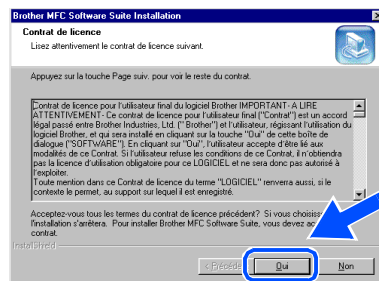 Brother MFC Software Suite Installation
Contrat de licence
Lisez attentivement le contrat de licence suivant.
Appuyez sur la touche Page suiv. pour voir le reste du contrat.
Contrat de licence pour l'utilisateur final du logiciel Brother IMPORTANT- A LIRE
ATTENTIVEMENT- Ce contrat de licence pour l'utilisateur final ("Contrat") est un accord
légal passé entre Brother Industries, Ltd. ("Brother") et l'utilisateur, régissant l'utilisation du
logiciel Brother, et qui sera installé en cliquant sur la touche "Oui" de cette boîte de
dialogue ("SOFTWARE"). En cliquant sur "Oui", l'utilisateur accepte d'être lié aux
modalités de ce Contrat. Si l'utilisateur refuse les conditions de ce Contrat, il n'obtiendra
pas la licence d'utilisation obligatoire pour ce LOGICIEL et ne sera donc pas autorisé à
l'exploiter.
Toute mention dans ce Contrat de licence du terme "LOGICIEL" renverra aussi, si le
contexte le permet, au support sur lequel il est enregistré.
Acceptez-vous tous les termes du contrat de licence précédent? Si vous
l'installation s'arrêtera. Pour installer Brother MFC Software Suite, vous devez
contrat.
InstallShield
Oui
Non